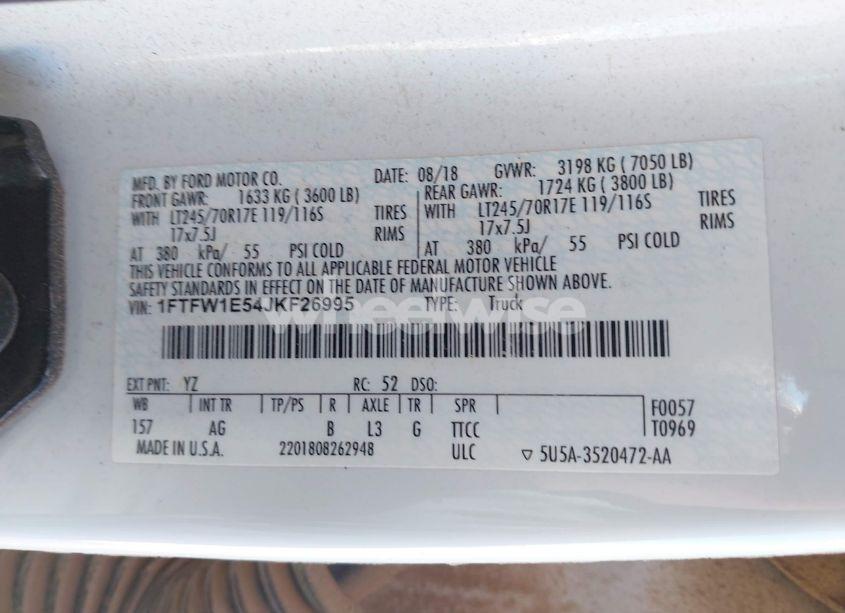 MFD. BY FORD MOTOR CO. DATE: 08/18 GVWR: 3198 KG ( 7050 LB)
FRONT GAWR: 1633 KG ( 3600 LB) REAR GAWR: 1724 KG ( 3800 LB)
WITH LT245/70R17E 119/116S TIRES WITH LT245/70R17E 119/116S TIRES
17x7.5J RIMS 17x7.5J RIMS
AT 380 kPa/ 55 PSI COLD AT 380 kPa/ 55 PSI COLD
THIS VEHICLE CONFORMS TO ALL APPLICABLE FEDERAL MOTOR VEHICLE
SAFETY STANDARDS IN EFFECT ON THE DATE OF MANUFACTURE SHOWN ABOVE.
VIN: 1FTFW1E54JKF26995 TYPE: Truck
wheelwise
EXT PNT: YZ RC: 52 DSO:
WB INT TR TP/PS R AXLE TR SPR F0057
157 AG B L3 G TTCC T0969
MADE IN U.S.A. 2201808262948 ULC ▽ 5U5A-3520472-AA